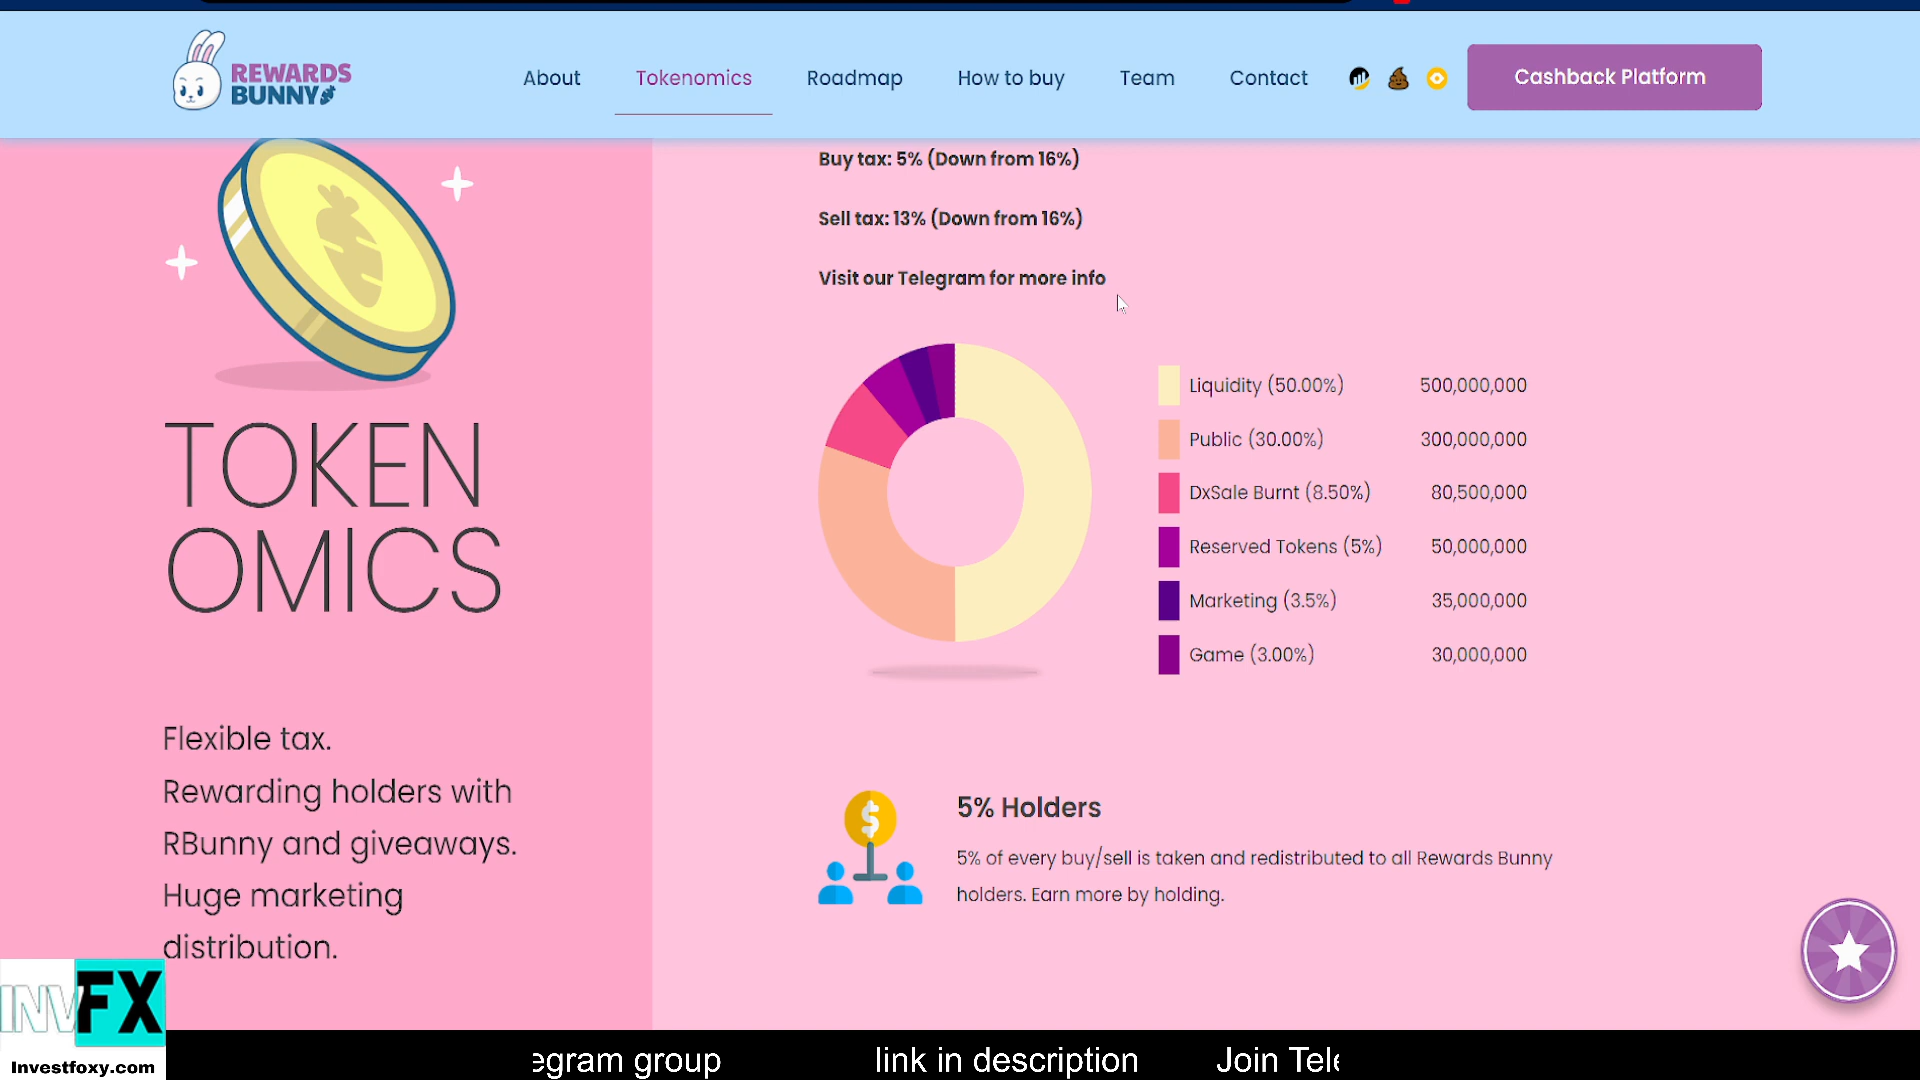 REWARDS
BUNNY
About
Tokenomics
Roadmap
How to buy
Team
Contact
Cashback Platform
Buy tax: 5% (Down from 16%)
Sell tax: 13% (Down from 16%)
Visit our Telegram for more info
TOKEN
OMICS
Liquidity (50.00%) 500,000,000
Public (30.00%) 300,000,000
DxSale Burnt (8.50%) 80,500,000
Reserved Tokens (5%) 50,000,000
Marketing (3.5%) 35,000,000
Game (3.00%) 30,000,000
Flexible tax.
Rewarding holders with
RBunny and giveaways.
Huge marketing
distribution.
5% Holders
5% of every buy/sell is taken and redistributed to all Rewards Bunny
holders. Earn more by holding.
INVFX
Investfoxy.com
egram group link in description Join Tele